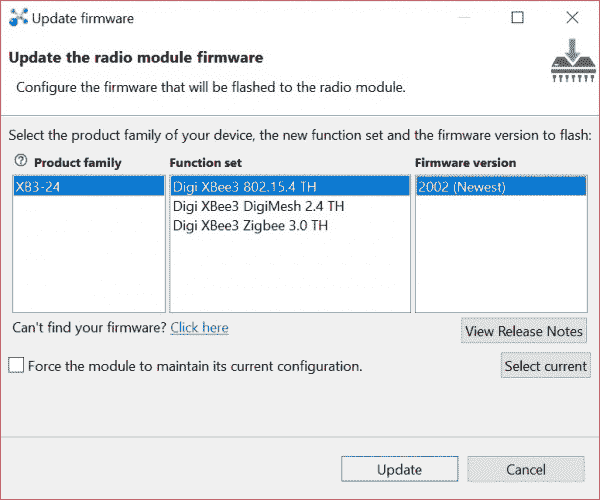 Update firmware
Update the radio module firmware
Configure the firmware that will be flashed to the radio module.
Select the product family of your device, the new function set and the firmware version to flash:
Product family
XB3-24
Function set
Digi XBee3 802.15.4 TH
Digi XBee3 DigiMesh 2.4 TH
Digi XBee3 Zigbee 3.0 TH
Firmware version
2002 (Newest)
Can't find your firmware? Click here
View Release Notes
Force the module to maintain its current configuration.
Select current
Update
Cancel